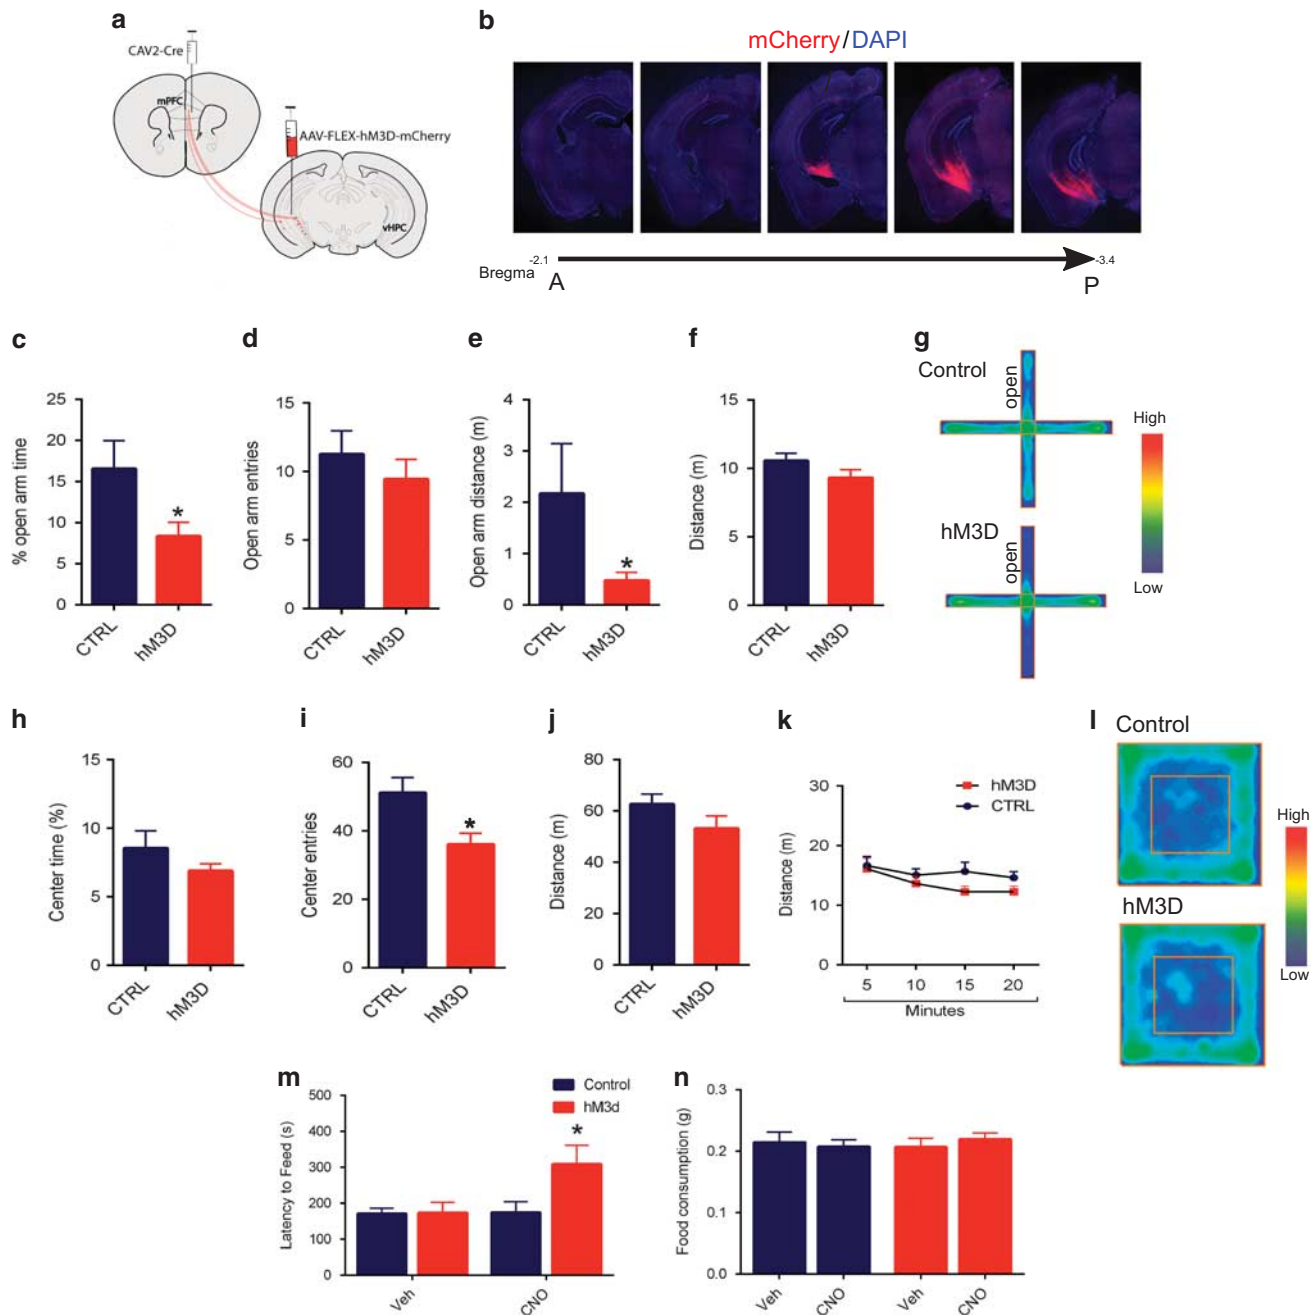 a
CAV2-Cre
mPFC
AAV-FLEX-hM3D-mCherry
vHPC
b
mCherry/DAPI
Bregma
-2.1
-3.4
A
P
c
% open arm time
25
20
15
10
5
0
*
CTRL
hM3D
d
Open arm entries
15
10
5
0
CTRL
hM3D
e
Open arm distance (m)
4
3
2
1
0
*
CTRL
hM3D
f
Distance (m)
15
10
5
0
CTRL
hM3D
g
Control
open
hM3D
open
High
Low
h
Center time (%)
15
10
5
0
CTRL
hM3D
i
Center entries
60
40
20
0
*
CTRL
hM3D
j
Distance (m)
80
60
40
20
0
CTRL
hM3D
k
Distance (m)
30
20
10
0
hM3D
CTRL
5
10
15
20
Minutes
l
Control
hM3D
High
Low
m
Latency to Feed (s)
500
400
300
200
100
0
Control
hM3d
*
Veh
CNO
n
Food consumption (g)
0.3
0.2
0.1
0.0
Veh
CNO
Veh
CNO